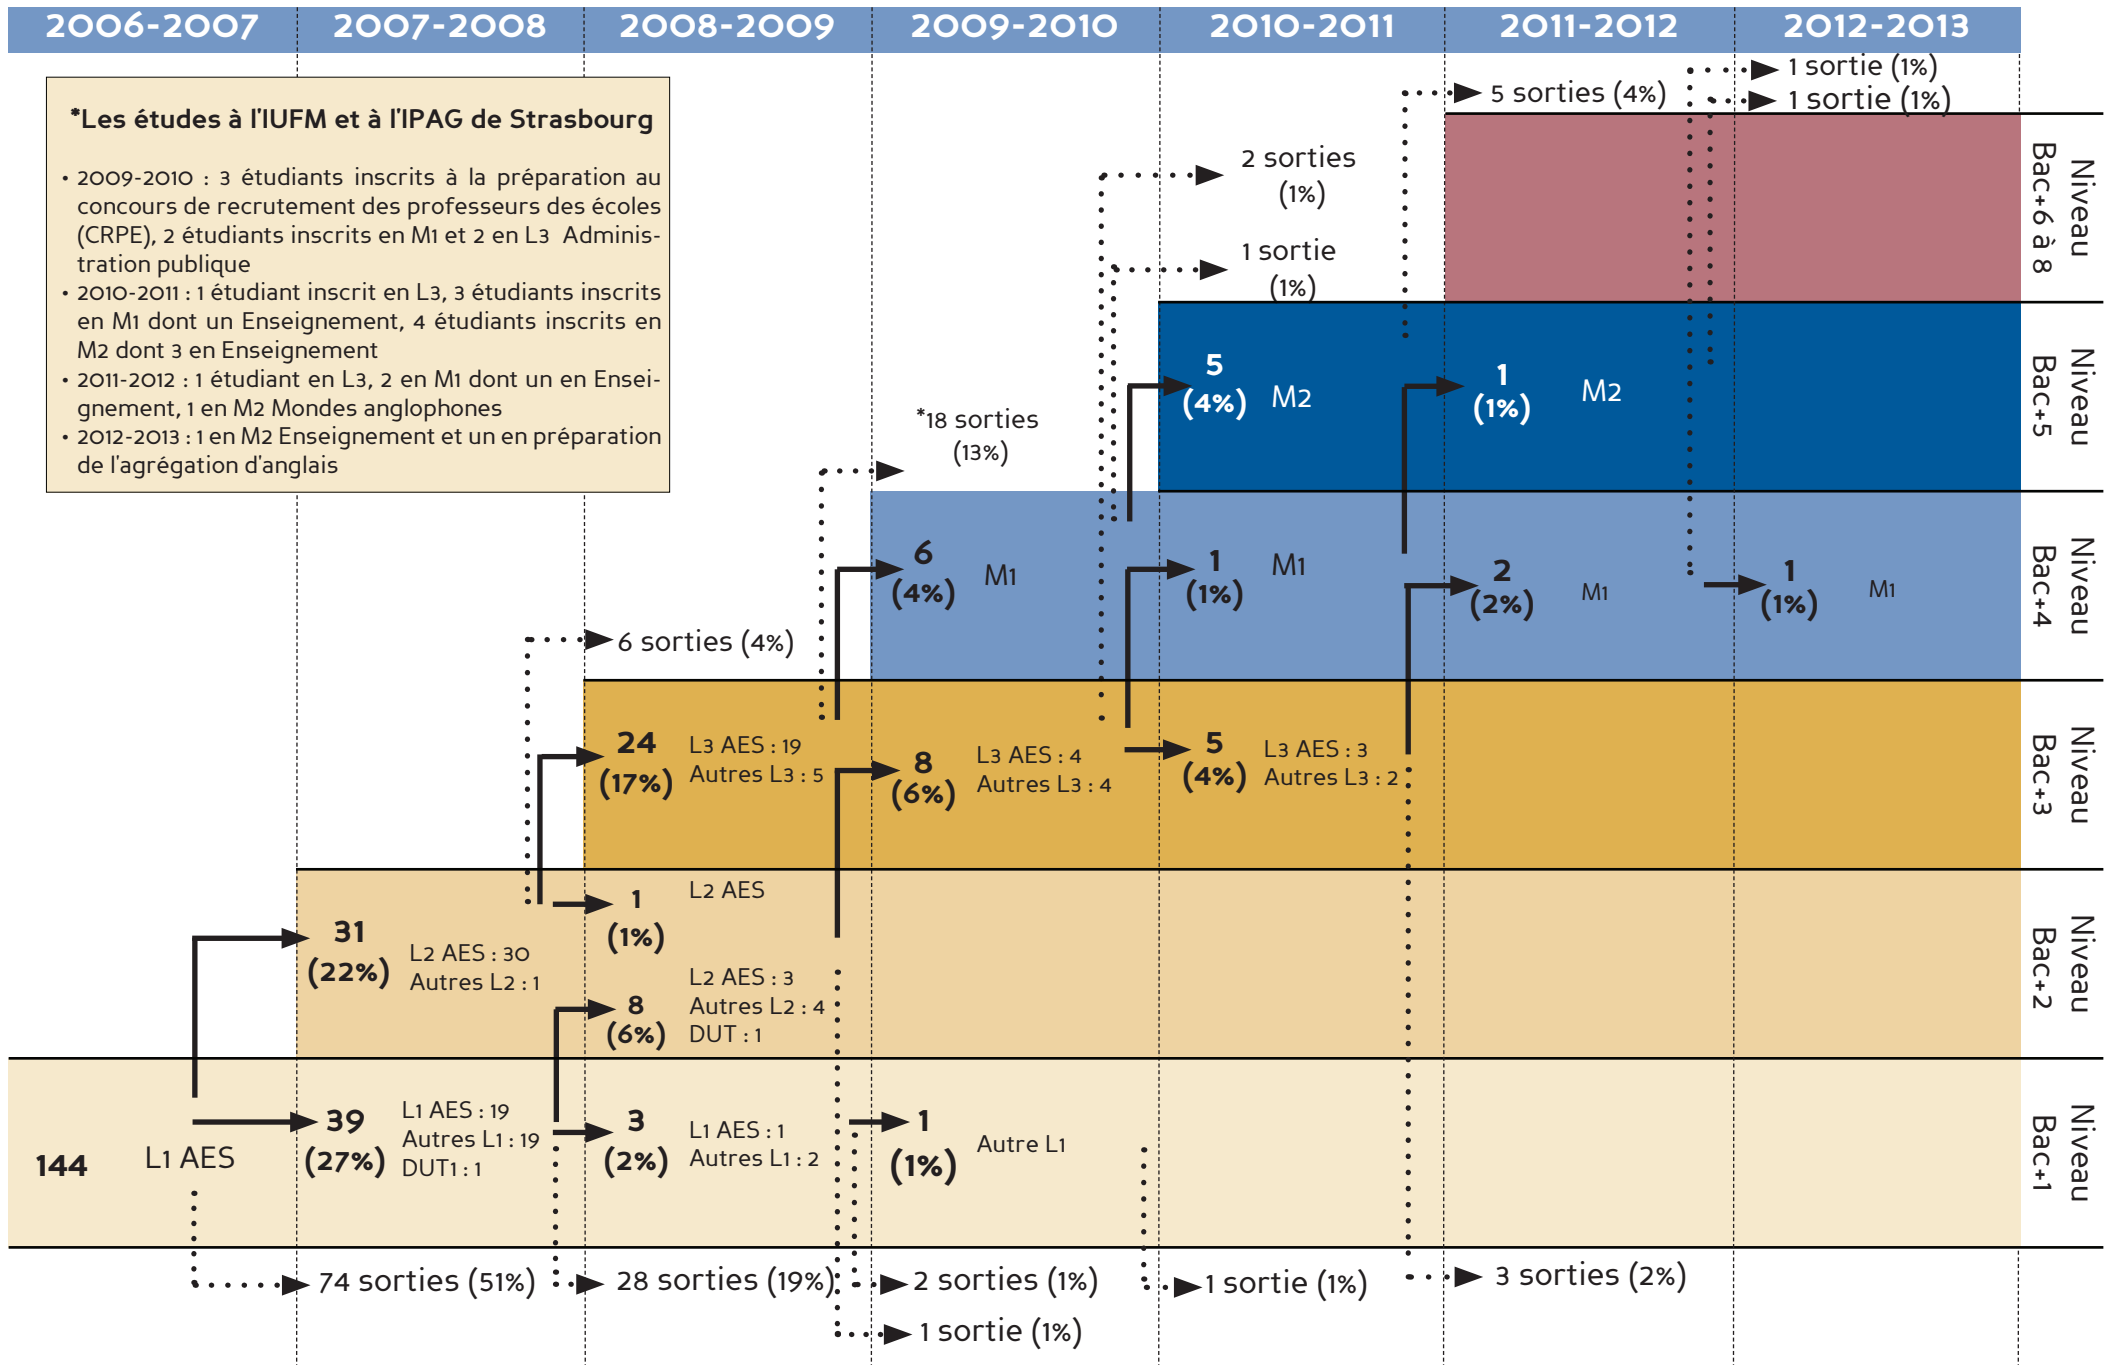 2006-2007
2007-2008
2008-2009
2009-2010
2010-2011
2011-2012
2012-2013
*Les études à l'IUFM et à l'IPAG de Strasbourg
• 2009-2010 : 3 étudiants inscrits à la préparation au
concours de recrutement des professeurs des écoles
(CRPE), 2 étudiants inscrits en M1 et 2 en L3 Adminis-
tration publique
• 2010-2011 : 1 étudiant inscrit en L3, 3 étudiants inscrits
en M1 dont un Enseignement, 4 étudiants inscrits en
M2 dont 3 en Enseignement
• 2011-2012 : 1 étudiant en L3, 2 en M1 dont un en Ensei-
gnement, 1 en M2 Mondes anglophones
• 2012-2013 : 1 en M2 Enseignement et un en préparation
de l'agrégation d'anglais
1 sortie (1%)
1 sortie (1%)
5 sorties (4%)
2 sorties
(1%)
1 sortie
(1%)
Niveau
Bac+6 à 8
5
(4%)
M2
1
(1%)
M2
Niveau
Bac+5
*18 sorties
(13%)
6
(4%)
M1
1
(1%)
M1
2
(2%)
M1
1
(1%)
M1
Niveau
Bac+4
6 sorties (4%)
24
(17%)
L3 AES : 19
Autres L3 : 5
8
(6%)
L3 AES : 4
Autres L3 : 4
5
(4%)
L3 AES : 3
Autres L3 : 2
Niveau
Bac+3
31
(22%)
L2 AES : 30
Autres L2 : 1
1
(1%)
L2 AES
8
(6%)
L2 AES : 3
Autres L2 : 4
DUT : 1
Niveau
Bac+2
144
L1 AES
39
(27%)
L1 AES : 19
Autres L1 : 19
DUT1 : 1
3
(2%)
L1 AES : 1
Autres L1 : 2
1
(1%)
Autre L1
Niveau
Bac+1
74 sorties (51%)
28 sorties (19%)
2 sorties (1%)
1 sortie (1%)
3 sorties (2%)
1 sortie (1%)